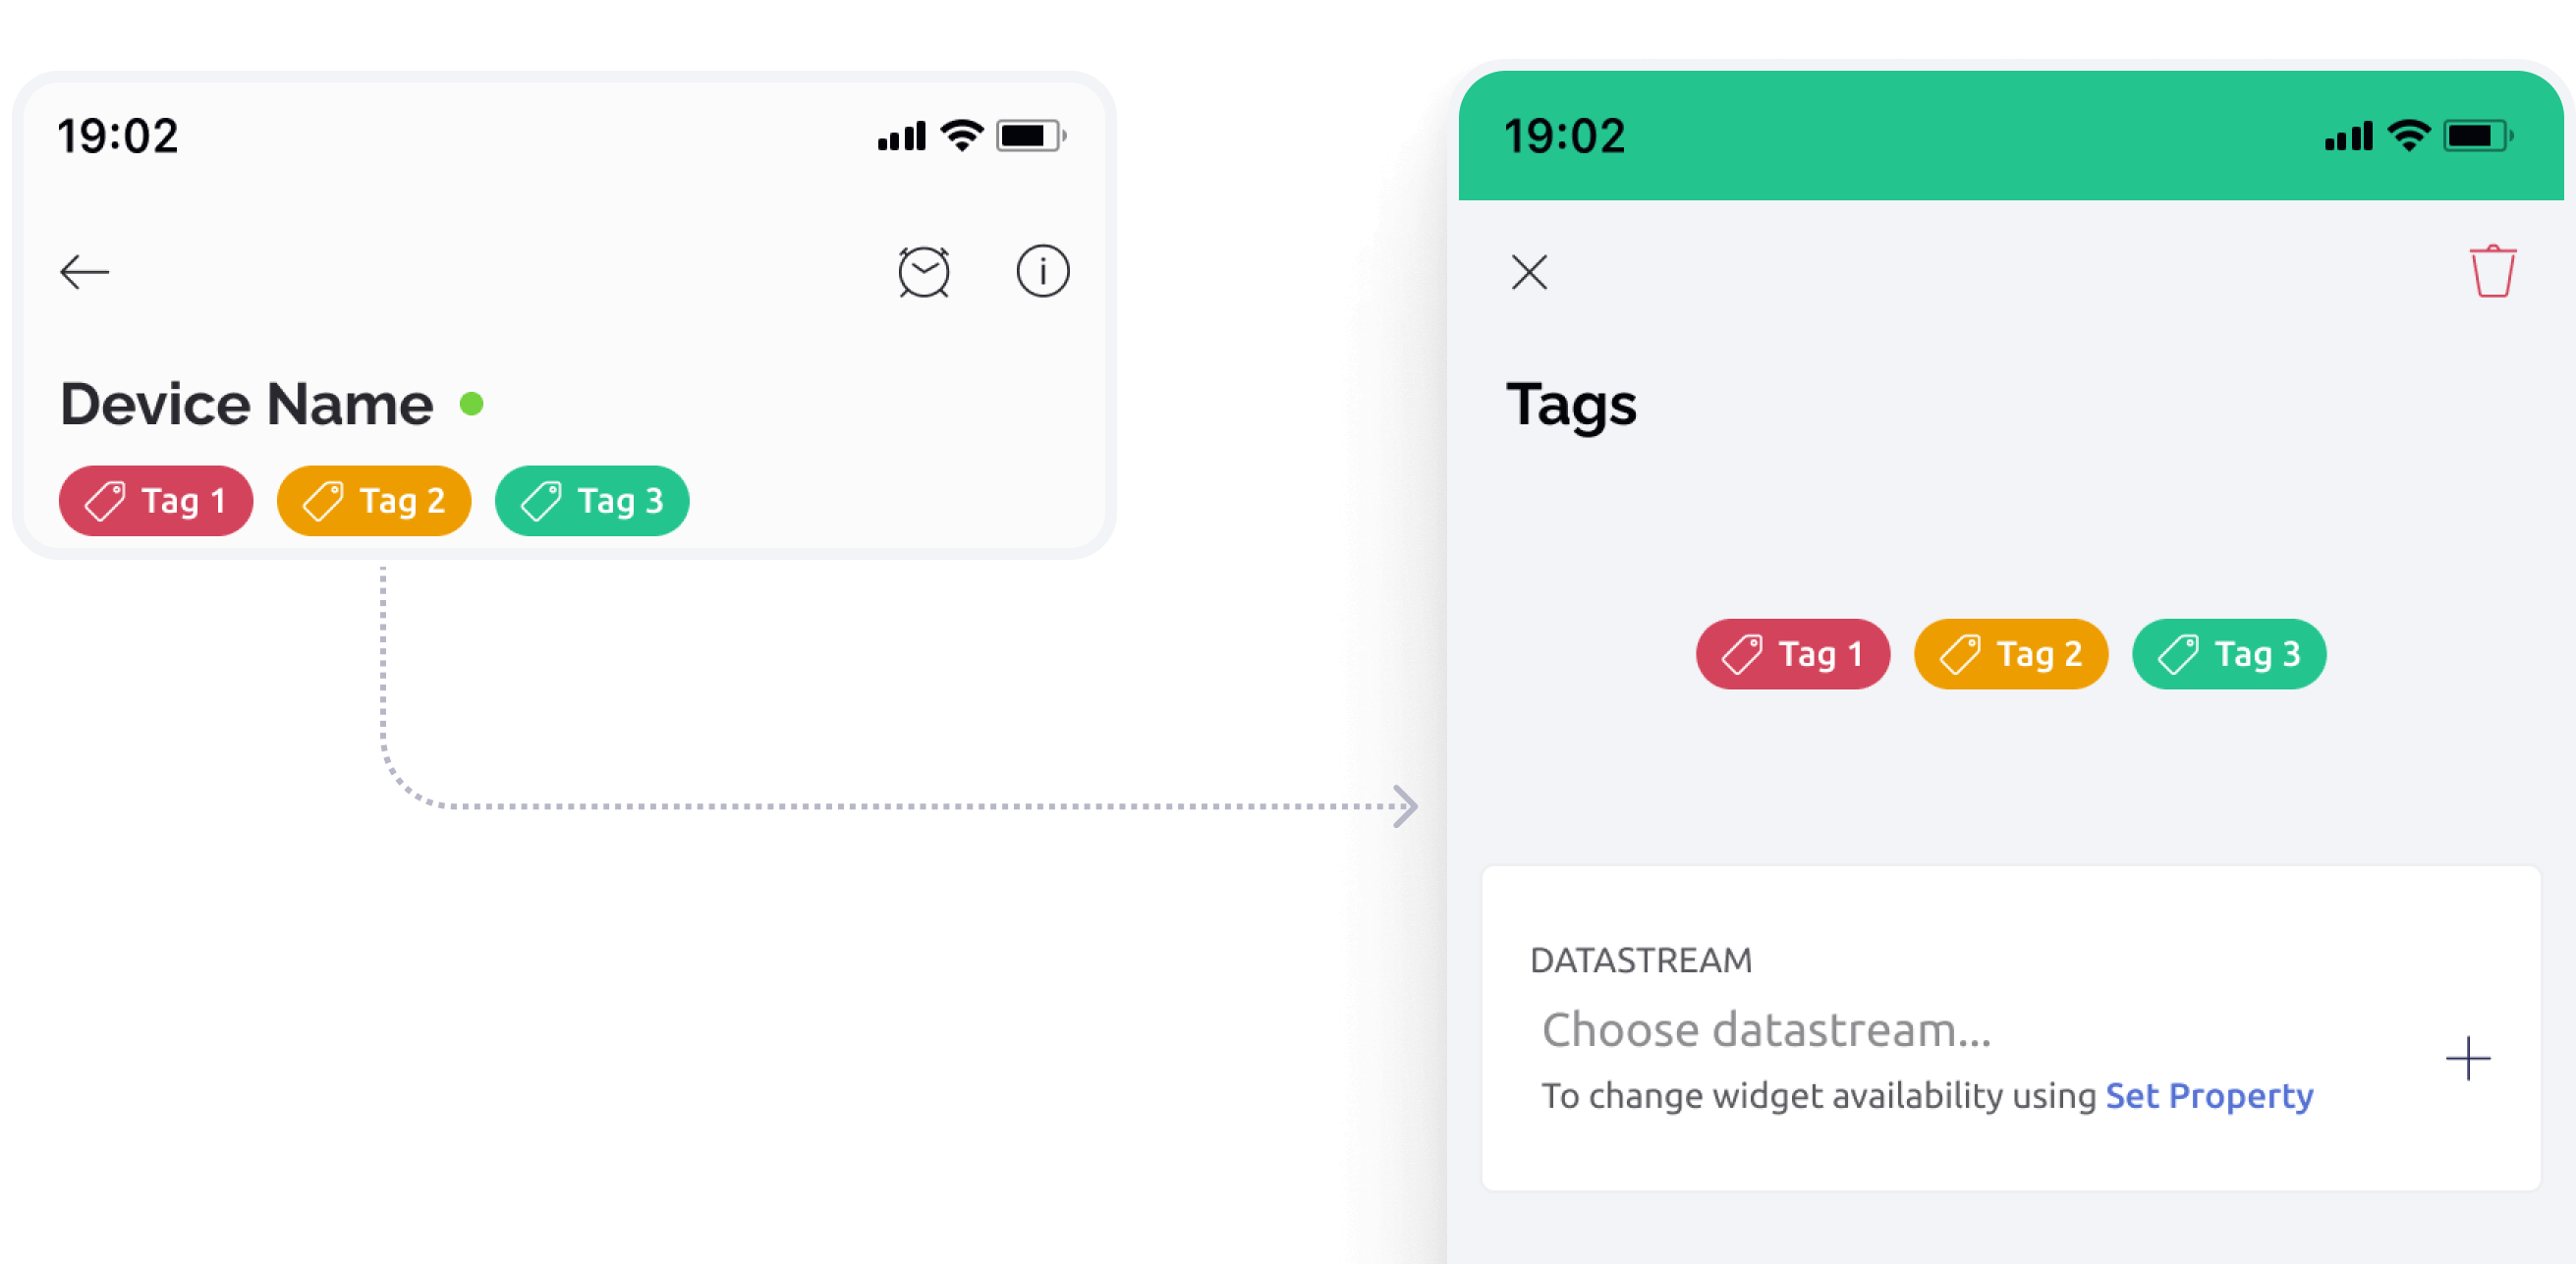 19:02
Device Name
Tag 1 Tag 2 Tag 3
19:02
Tags
Tag 1 Tag 2 Tag 3
DATASTREAM
Choose datastream...
To change widget availability using Set Property